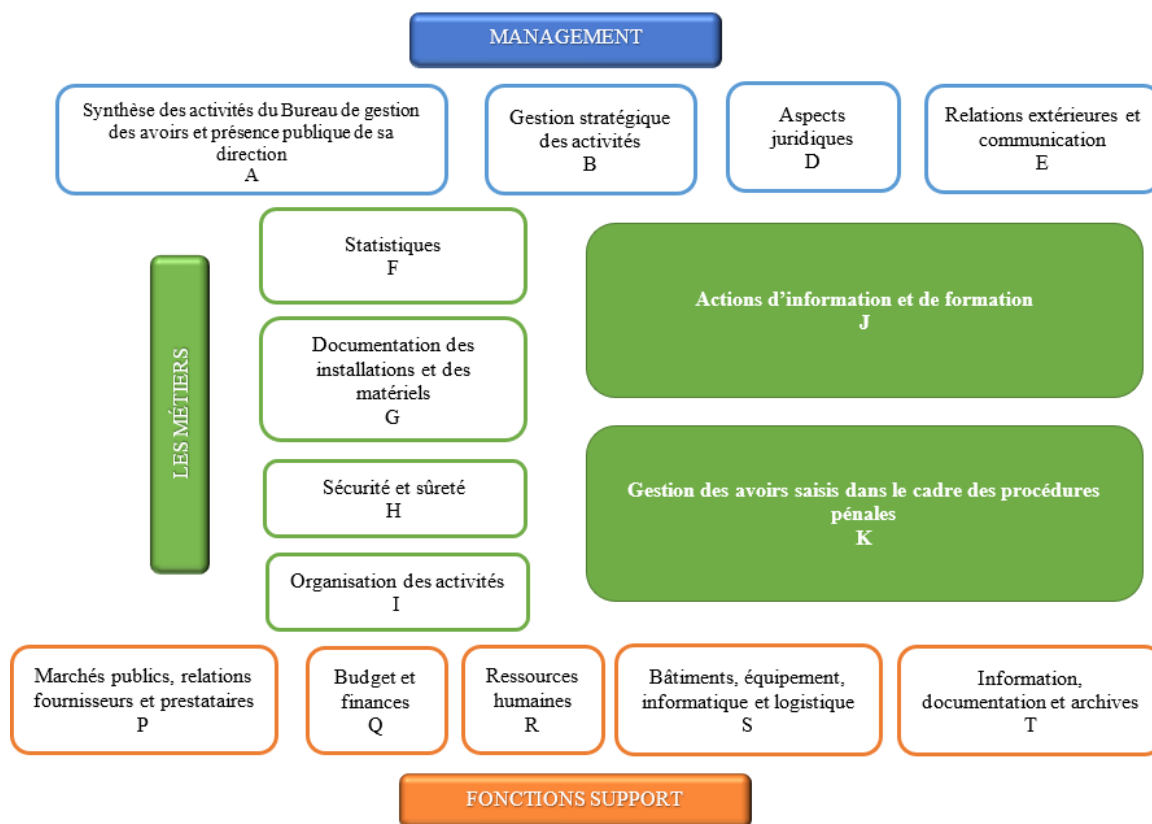 MANAGEMENT
Synthèse des activités du Bureau de gestion
des avoirs et présence publique de sa
direction
A
Gestion stratégique
des activités
B
Aspects
juridiques
D
Relations extérieures et
communication
E
LES MÉTIERS
Statistiques
F
Documentation des
installations et des
matériels
G
Sécurité et sûreté
H
Organisation des activités
I
Actions d’information et de formation
J
Gestion des avoirs saisis dans le cadre des procédures
pénales
K
Marchés publics, relations
fournisseurs et prestataires
P
Budget et
finances
Q
Ressources
humaines
R
Bâtiments, équipement,
informatique et logistique
S
Information,
documentation et archives
T
FONCTIONS SUPPORT